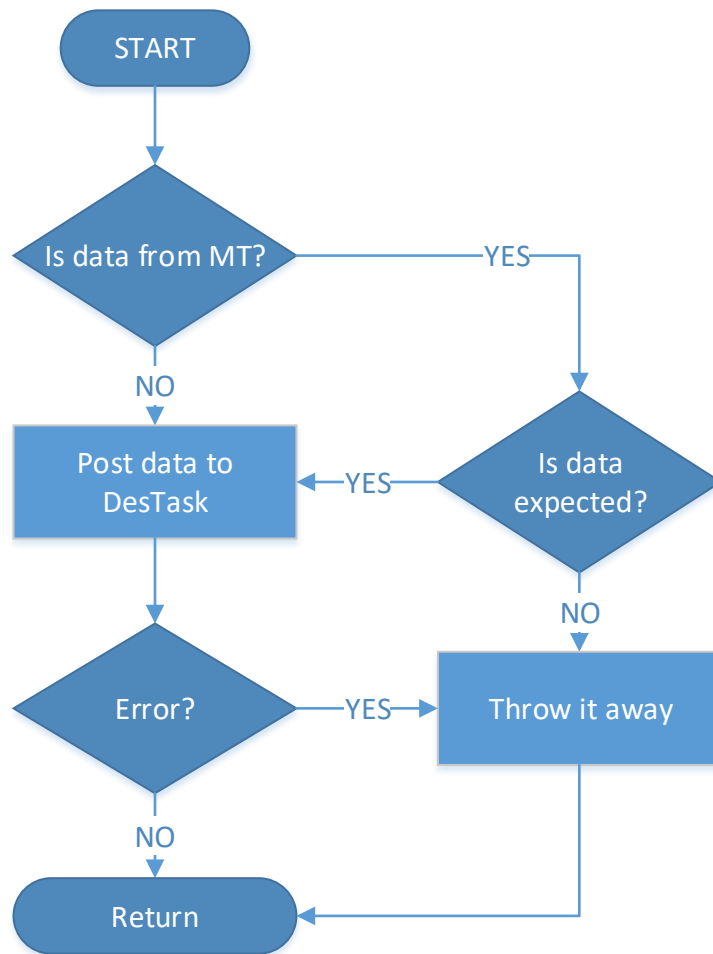 START
Is data from MT?
YES
NO
Post data to
DesTask
YES
Is data
expected?
NO
Error?
YES
Throw it away
NO
Return